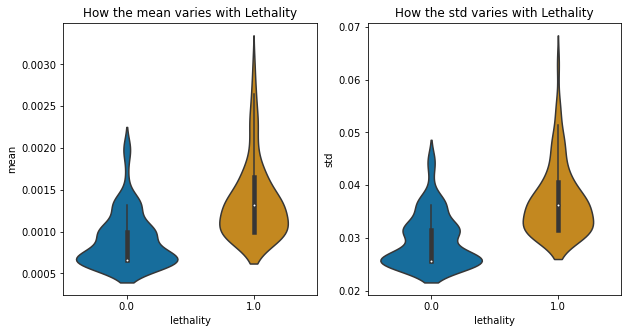 How the mean varies with Lethality
mean
0.0030
0.0025
0.0020
0.0015
0.0010
0.0005
0.0
1.0
lethality
How the std varies with Lethality
std
0.07
0.06
0.05
0.04
0.03
0.02
0.0
1.0
lethality